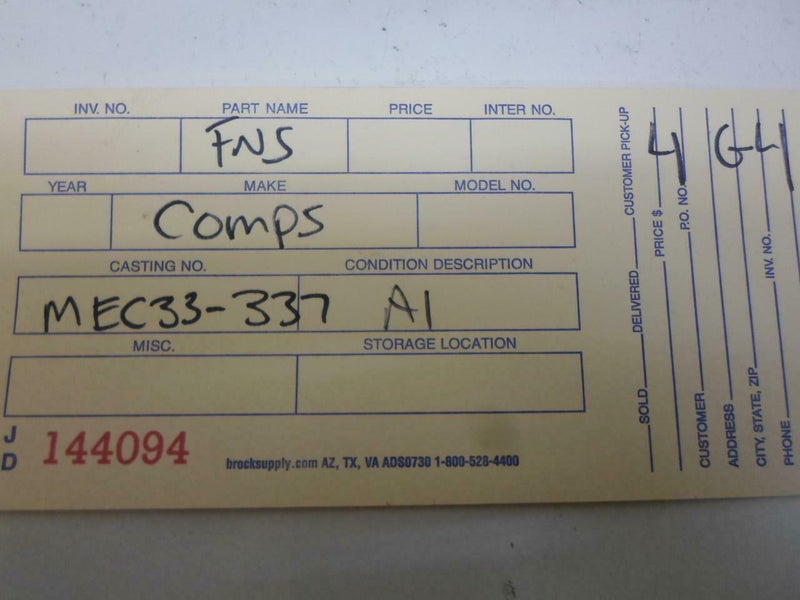 INV. NO. PART NAME PRICE INTER NO.
FNS
YEAR MAKE MODEL NO.
Comps
CASTING NO. CONDITION DESCRIPTION
MEC33-337 A1
MISC. STORAGE LOCATION
J
D
144094
brocksupply.com AZ, TX, VA ADS0730 1-800-528-4400
SOLD DELIVERED CUSTOMER PICK-UP
PRICE $
P.O. NO.
CUSTOMER
ADDRESS
CITY, STATE, ZIP INV. NO.
PHONE